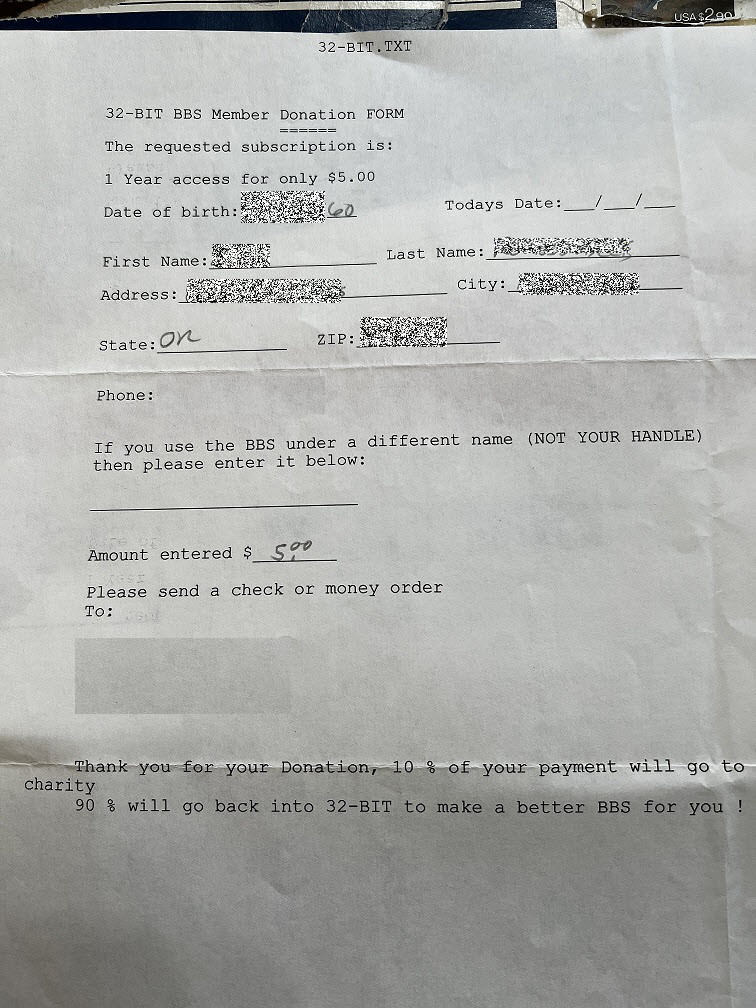 USA $2.90
32-BIT.TXT
32-BIT BBS Member Donation FORM
======
The requested subscription is:
1 Year access for only $5.00
Date of birth: 60 Todays Date:___/___/___
First Name: Last Name:
Address: City:
State: OR ZIP:
Phone:
If you use the BBS under a different name (NOT YOUR HANDLE)
then please enter it below:
Amount entered $ 5.00
Please send a check or money order
To:
Thank you for your Donation, 10 % of your payment will go to
charity
90 % will go back into 32-BIT to make a better BBS for you !